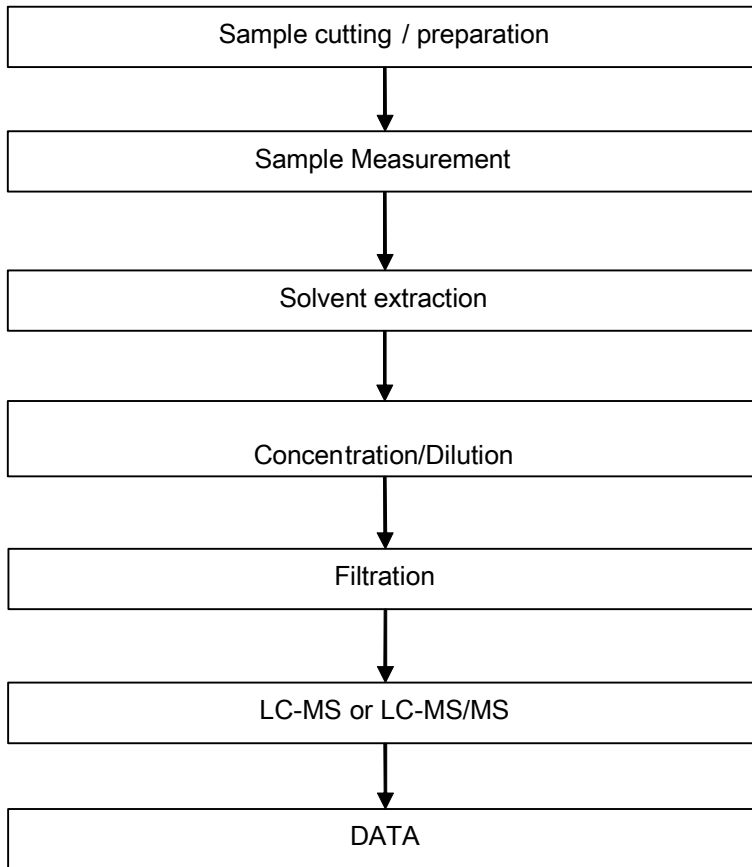 Sample cutting / preparation
Sample Measurement
Solvent extraction
Concentration/Dilution
Filtration
LC-MS or LC-MS/MS
DATA